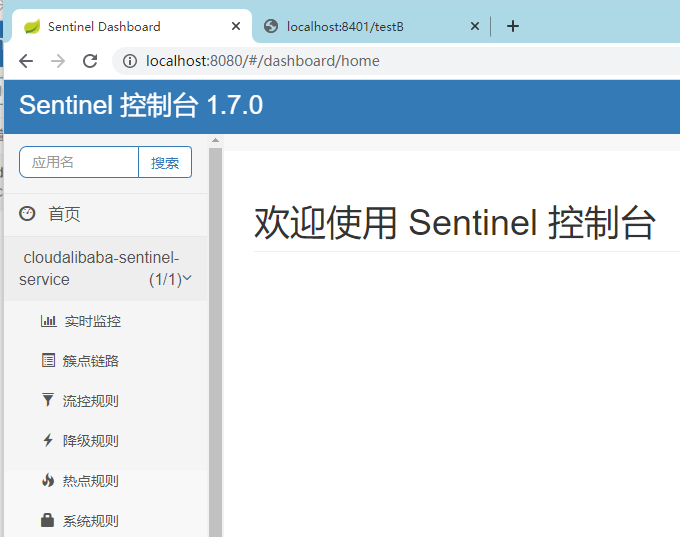 Sentinel Dashboard
localhost:8401/testB
localhost:8080/#/dashboard/home
Sentinel 控制台 1.7.0
应用名
搜索
首页
欢迎使用 Sentinel 控制台
cloudalibaba-sentinel-
service (1/1)
实时监控
簇点链路
流控规则
降级规则
热点规则
系统规则